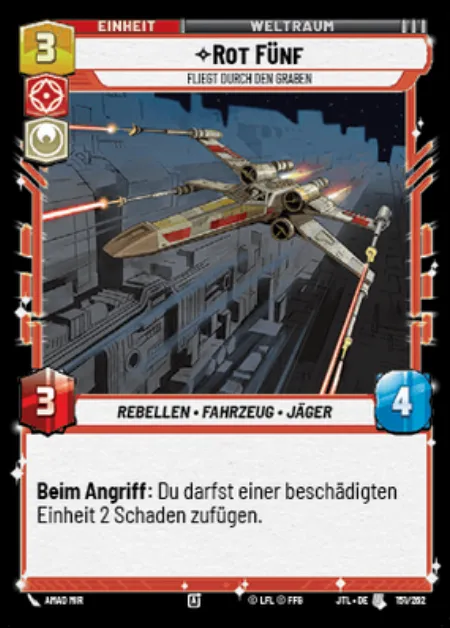 EINHEIT WELTRAUM
3 ROT FÜNF
FLIEGT DURCH DEN GRABEN
3 REBELLEN • FAHRZEUG • JÄGER 4
Beim Angriff: Du darfst einer beschädigten
Einheit 2 Schaden zufügen.
AMAD MIR A © LFL © FFG JTL • DE 151/262